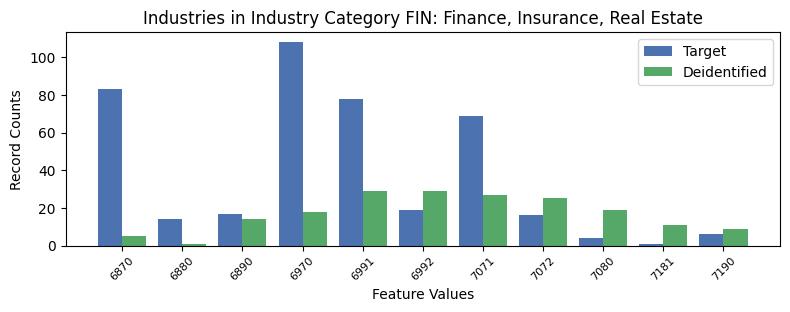 Industries in Industry Category FIN: Finance, Insurance, Real Estate
Target
Deidentified
Record Counts
100
80
60
40
20
0
6870 6880 6890 6970 6991 6992 7071 7072 7080 7181 7190
Feature Values